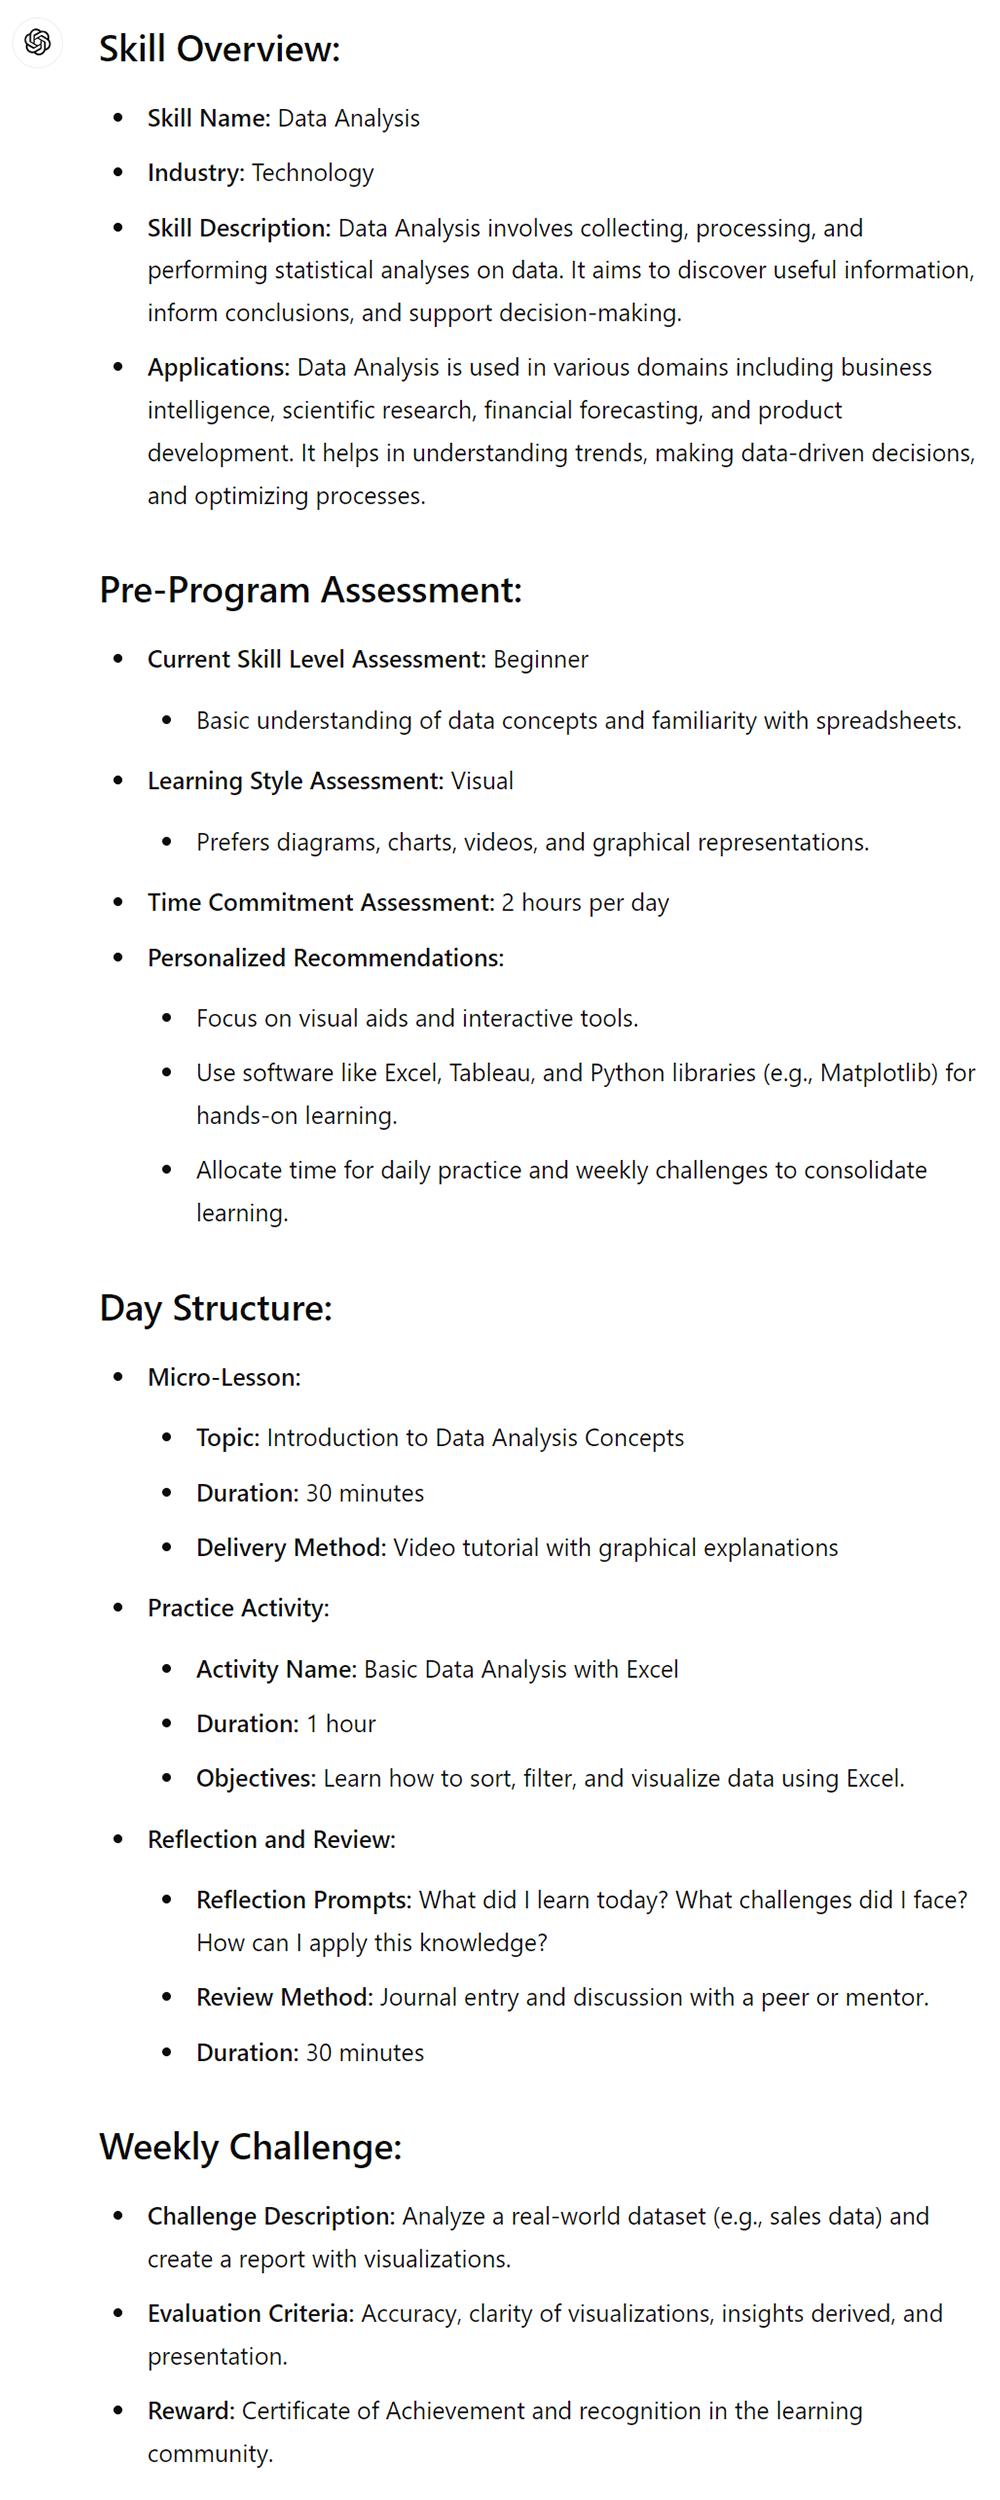 Skill Overview:
• Skill Name: Data Analysis
• Industry: Technology
• Skill Description: Data Analysis involves collecting, processing, and
performing statistical analyses on data. It aims to discover useful information,
inform conclusions, and support decision-making.
• Applications: Data Analysis is used in various domains including business
intelligence, scientific research, financial forecasting, and product
development. It helps in understanding trends, making data-driven decisions,
and optimizing processes.
Pre-Program Assessment:
• Current Skill Level Assessment: Beginner
• Basic understanding of data concepts and familiarity with spreadsheets.
• Learning Style Assessment: Visual
• Prefers diagrams, charts, videos, and graphical representations.
• Time Commitment Assessment: 2 hours per day
• Personalized Recommendations:
• Focus on visual aids and interactive tools.
• Use software like Excel, Tableau, and Python libraries (e.g., Matplotlib) for
hands-on learning.
• Allocate time for daily practice and weekly challenges to consolidate
learning.
Day Structure:
• Micro-Lesson:
• Topic: Introduction to Data Analysis Concepts
• Duration: 30 minutes
• Delivery Method: Video tutorial with graphical explanations
• Practice Activity:
• Activity Name: Basic Data Analysis with Excel
• Duration: 1 hour
• Objectives: Learn how to sort, filter, and visualize data using Excel.
• Reflection and Review:
• Reflection Prompts: What did I learn today? What challenges did I face?
How can I apply this knowledge?
• Review Method: Journal entry and discussion with a peer or mentor.
• Duration: 30 minutes
Weekly Challenge:
• Challenge Description: Analyze a real-world dataset (e.g., sales data) and
create a report with visualizations.
• Evaluation Criteria: Accuracy, clarity of visualizations, insights derived, and
presentation.
• Reward: Certificate of Achievement and recognition in the learning
community.